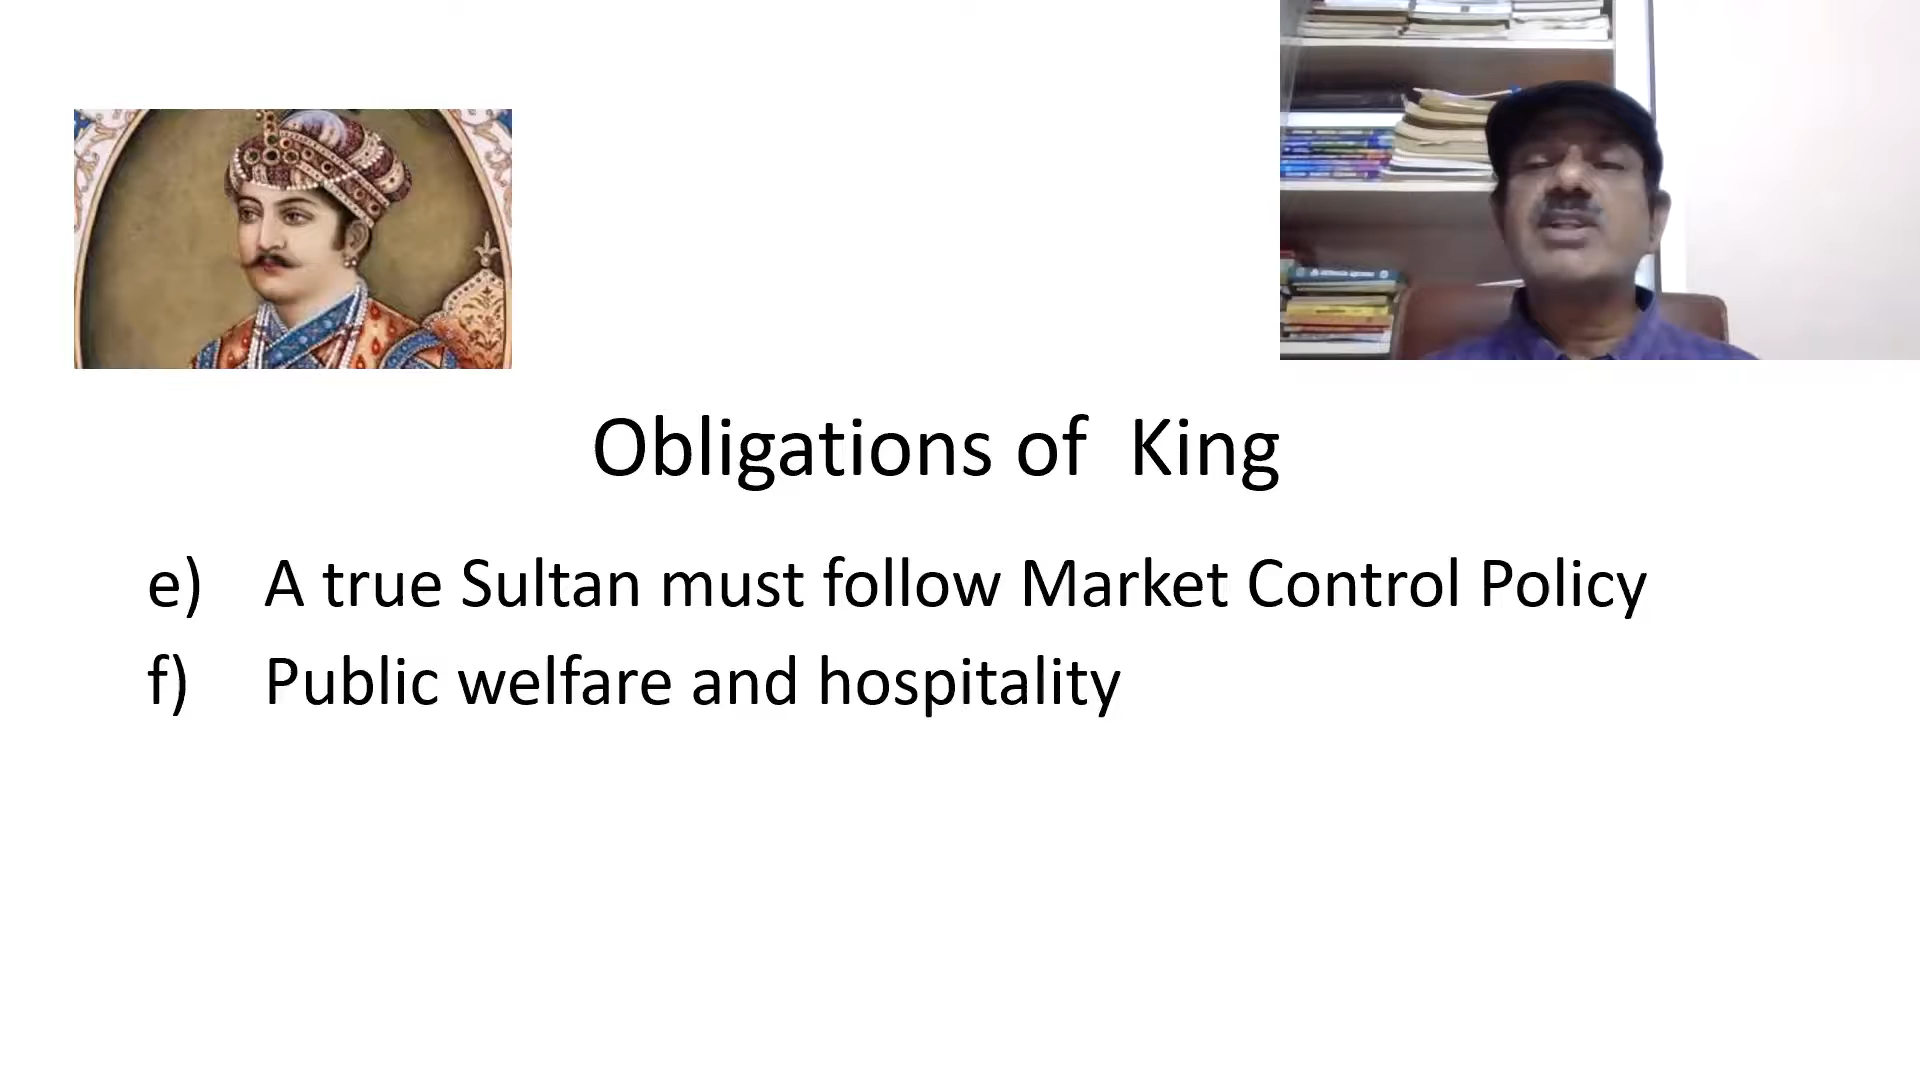 Obligations of King
e) A true Sultan must follow Market Control Policy
f) Public welfare and hospitality